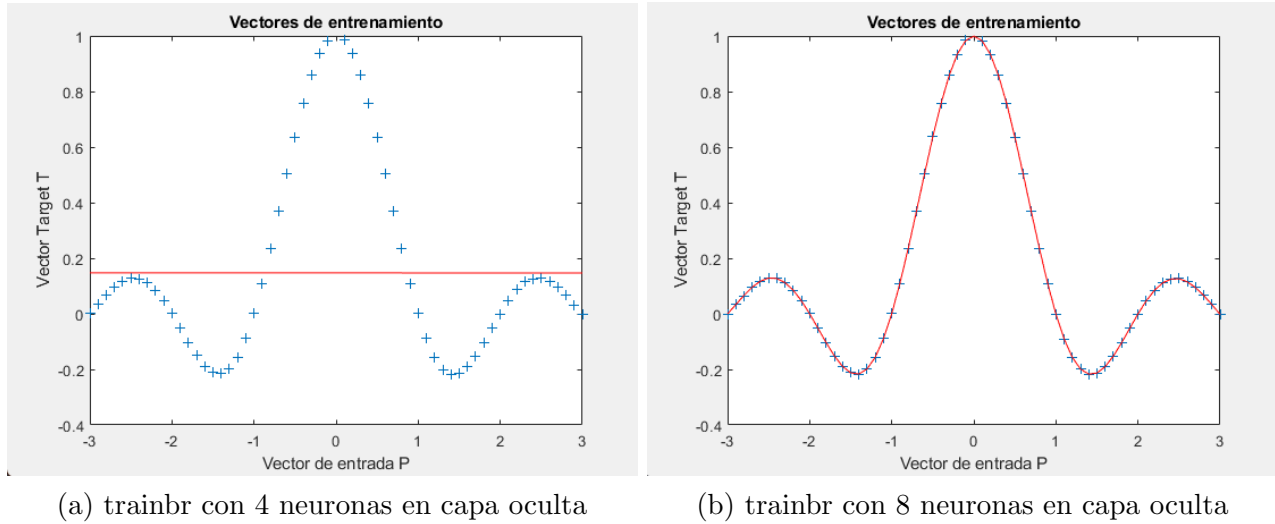 Vectores de entrenamiento
1
0.8
0.6
0.4
0.2
0
-0.2
-0.4
-3 -2 -1 0 1 2 3
Vector Target T
Vector de entrada P
(a) trainbr con 4 neuronas en capa oculta
Vectores de entrenamiento
1
0.8
0.6
0.4
0.2
0
-0.2
-0.4
-3 -2 -1 0 1 2 3
Vector Target T
Vector de entrada P
(b) trainbr con 8 neuronas en capa oculta